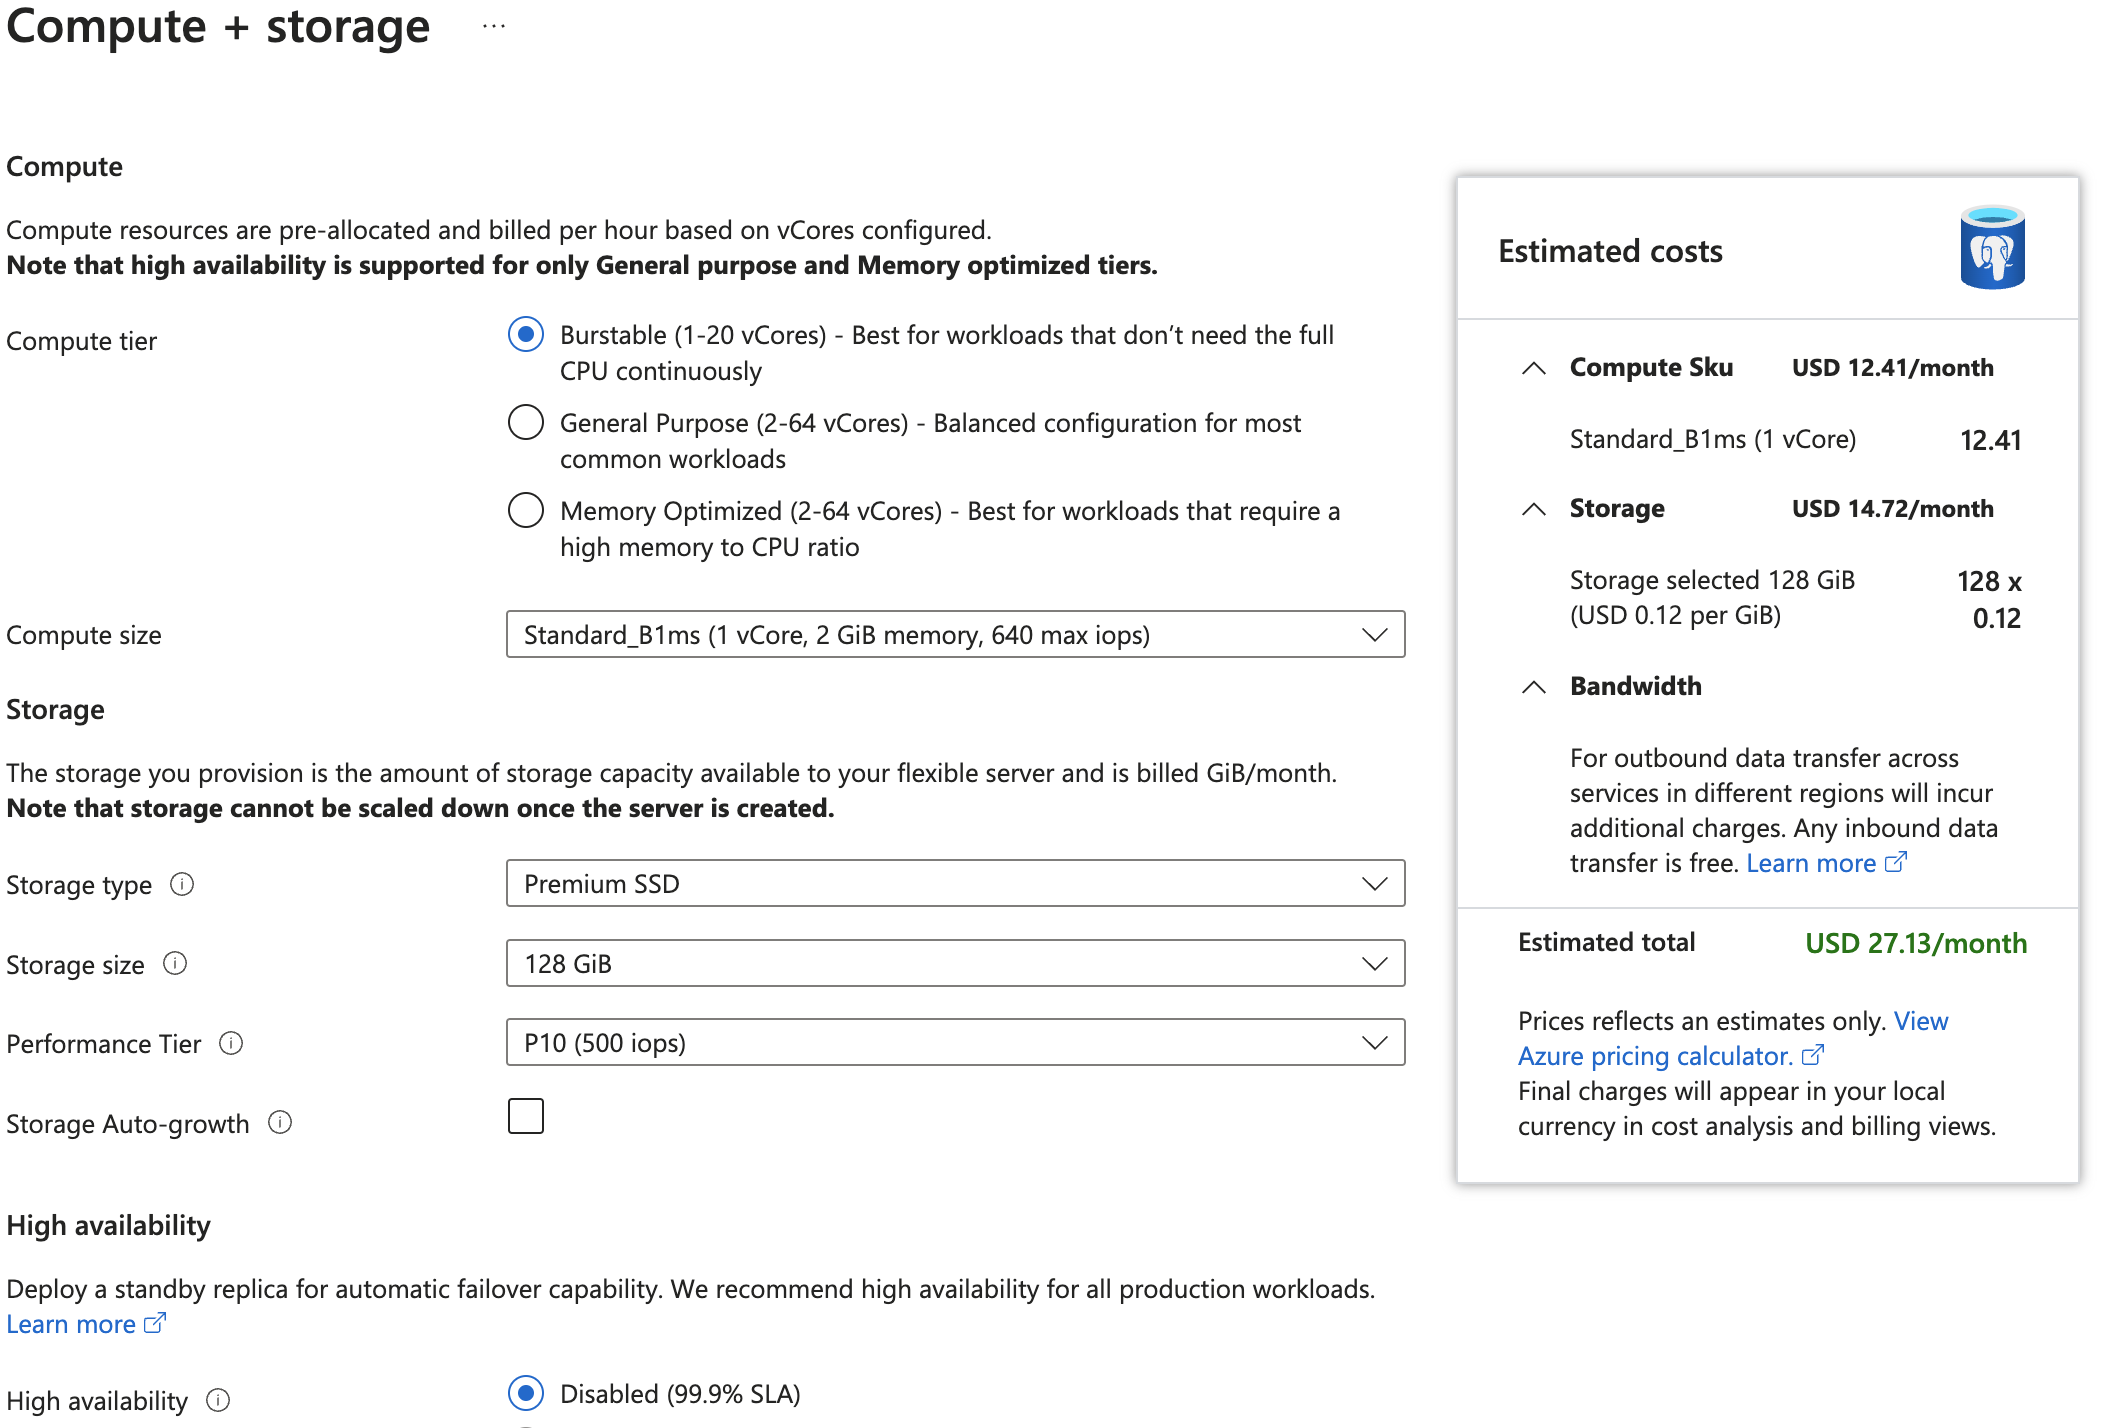 Compute + storage ...
Compute
Compute resources are pre-allocated and billed per hour based on vCores configured.
Note that high availability is supported for only General purpose and Memory optimized tiers.
Compute tier
Burstable (1-20 vCores) - Best for workloads that don’t need the full
CPU continuously
General Purpose (2-64 vCores) - Balanced configuration for most
common workloads
Memory Optimized (2-64 vCores) - Best for workloads that require a
high memory to CPU ratio
Compute size
Standard_B1ms (1 vCore, 2 GiB memory, 640 max iops)
Storage
The storage you provision is the amount of storage capacity available to your flexible server and is billed GiB/month.
Note that storage cannot be scaled down once the server is created.
Storage type
Premium SSD
Storage size
128 GiB
Performance Tier
P10 (500 iops)
Storage Auto-growth
High availability
Deploy a standby replica for automatic failover capability. We recommend high availability for all production workloads.
Learn more
High availability
Disabled (99.9% SLA)
Estimated costs
Compute Sku USD 12.41/month
Standard_B1ms (1 vCore) 12.41
Storage USD 14.72/month
Storage selected 128 GiB 128 x
(USD 0.12 per GiB) 0.12
Bandwidth
For outbound data transfer across
services in different regions will incur
additional charges. Any inbound data
transfer is free. Learn more
Estimated total USD 27.13/month
Prices reflects an estimates only. View
Azure pricing calculator.
Final charges will appear in your local
currency in cost analysis and billing views.